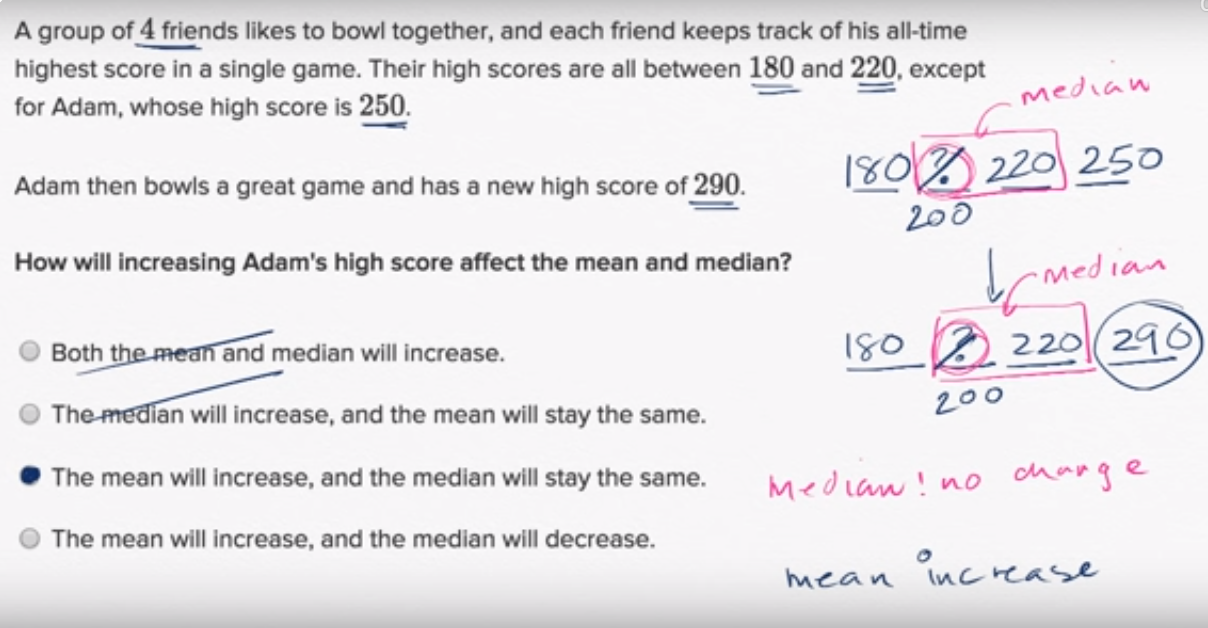 A group of 4 friends likes to bowl together, and each friend keeps track of his all-time
highest score in a single game. Their high scores are all between 180 and 220, except
for Adam, whose high score is 250.
median
180 ? 220 250
200
Adam then bowls a great game and has a new high score of 290.
How will increasing Adam's high score affect the mean and median?
median
180 ? 220 290
200
Both the mean and median will increase.
The median will increase, and the mean will stay the same.
The mean will increase, and the median will stay the same.
Median! no change
The mean will increase, and the median will decrease.
mean increase